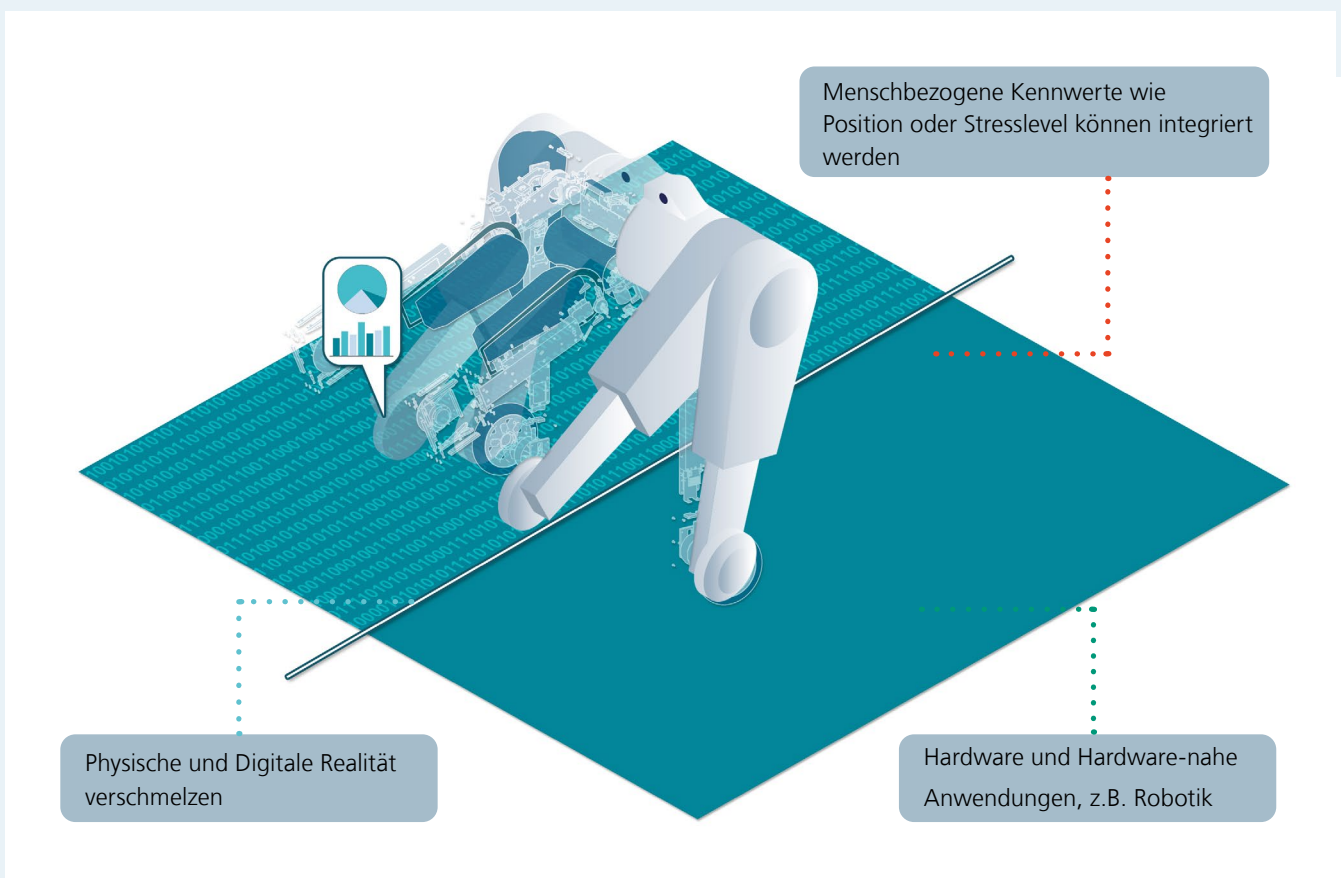 Menschbezogene Kennwerte wie
Position oder Stresslevel können integriert
werden
Physische und Digitale Realität
verschmelzen
Hardware und Hardware-nahe
Anwendungen, z.B. Robotik